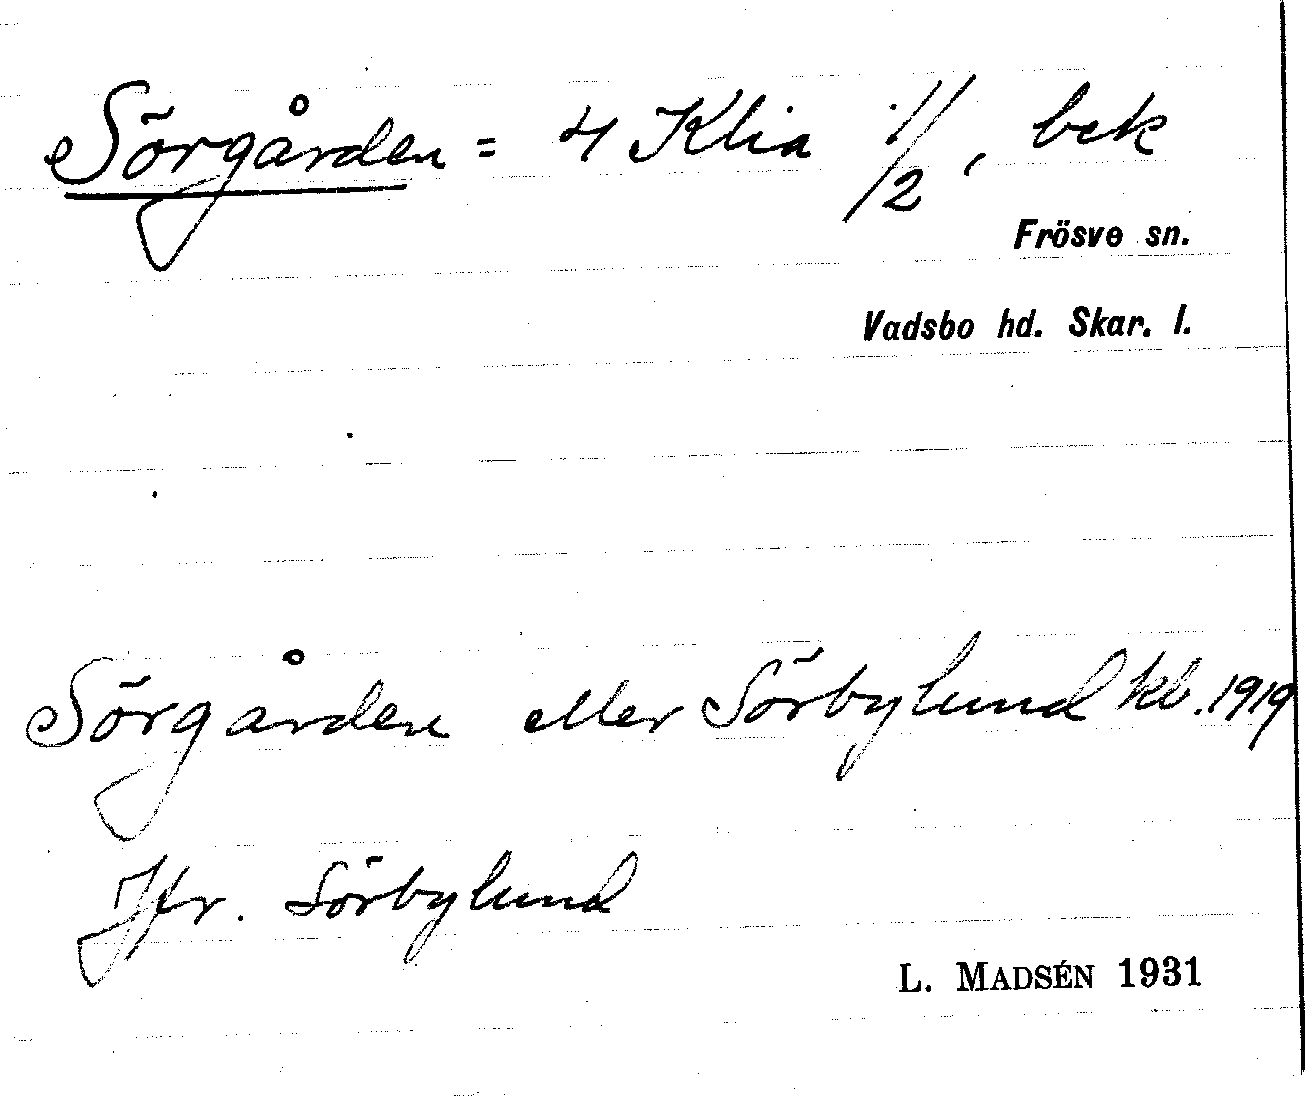 Sörgården = 4 Klia 1/2, bek
Frösve sn.
Vadsbo hd. Skar. l.
Sörgården eller Sörbylund kb. 1919
Jfr. Sörbylund
L. MADSÉN 1931